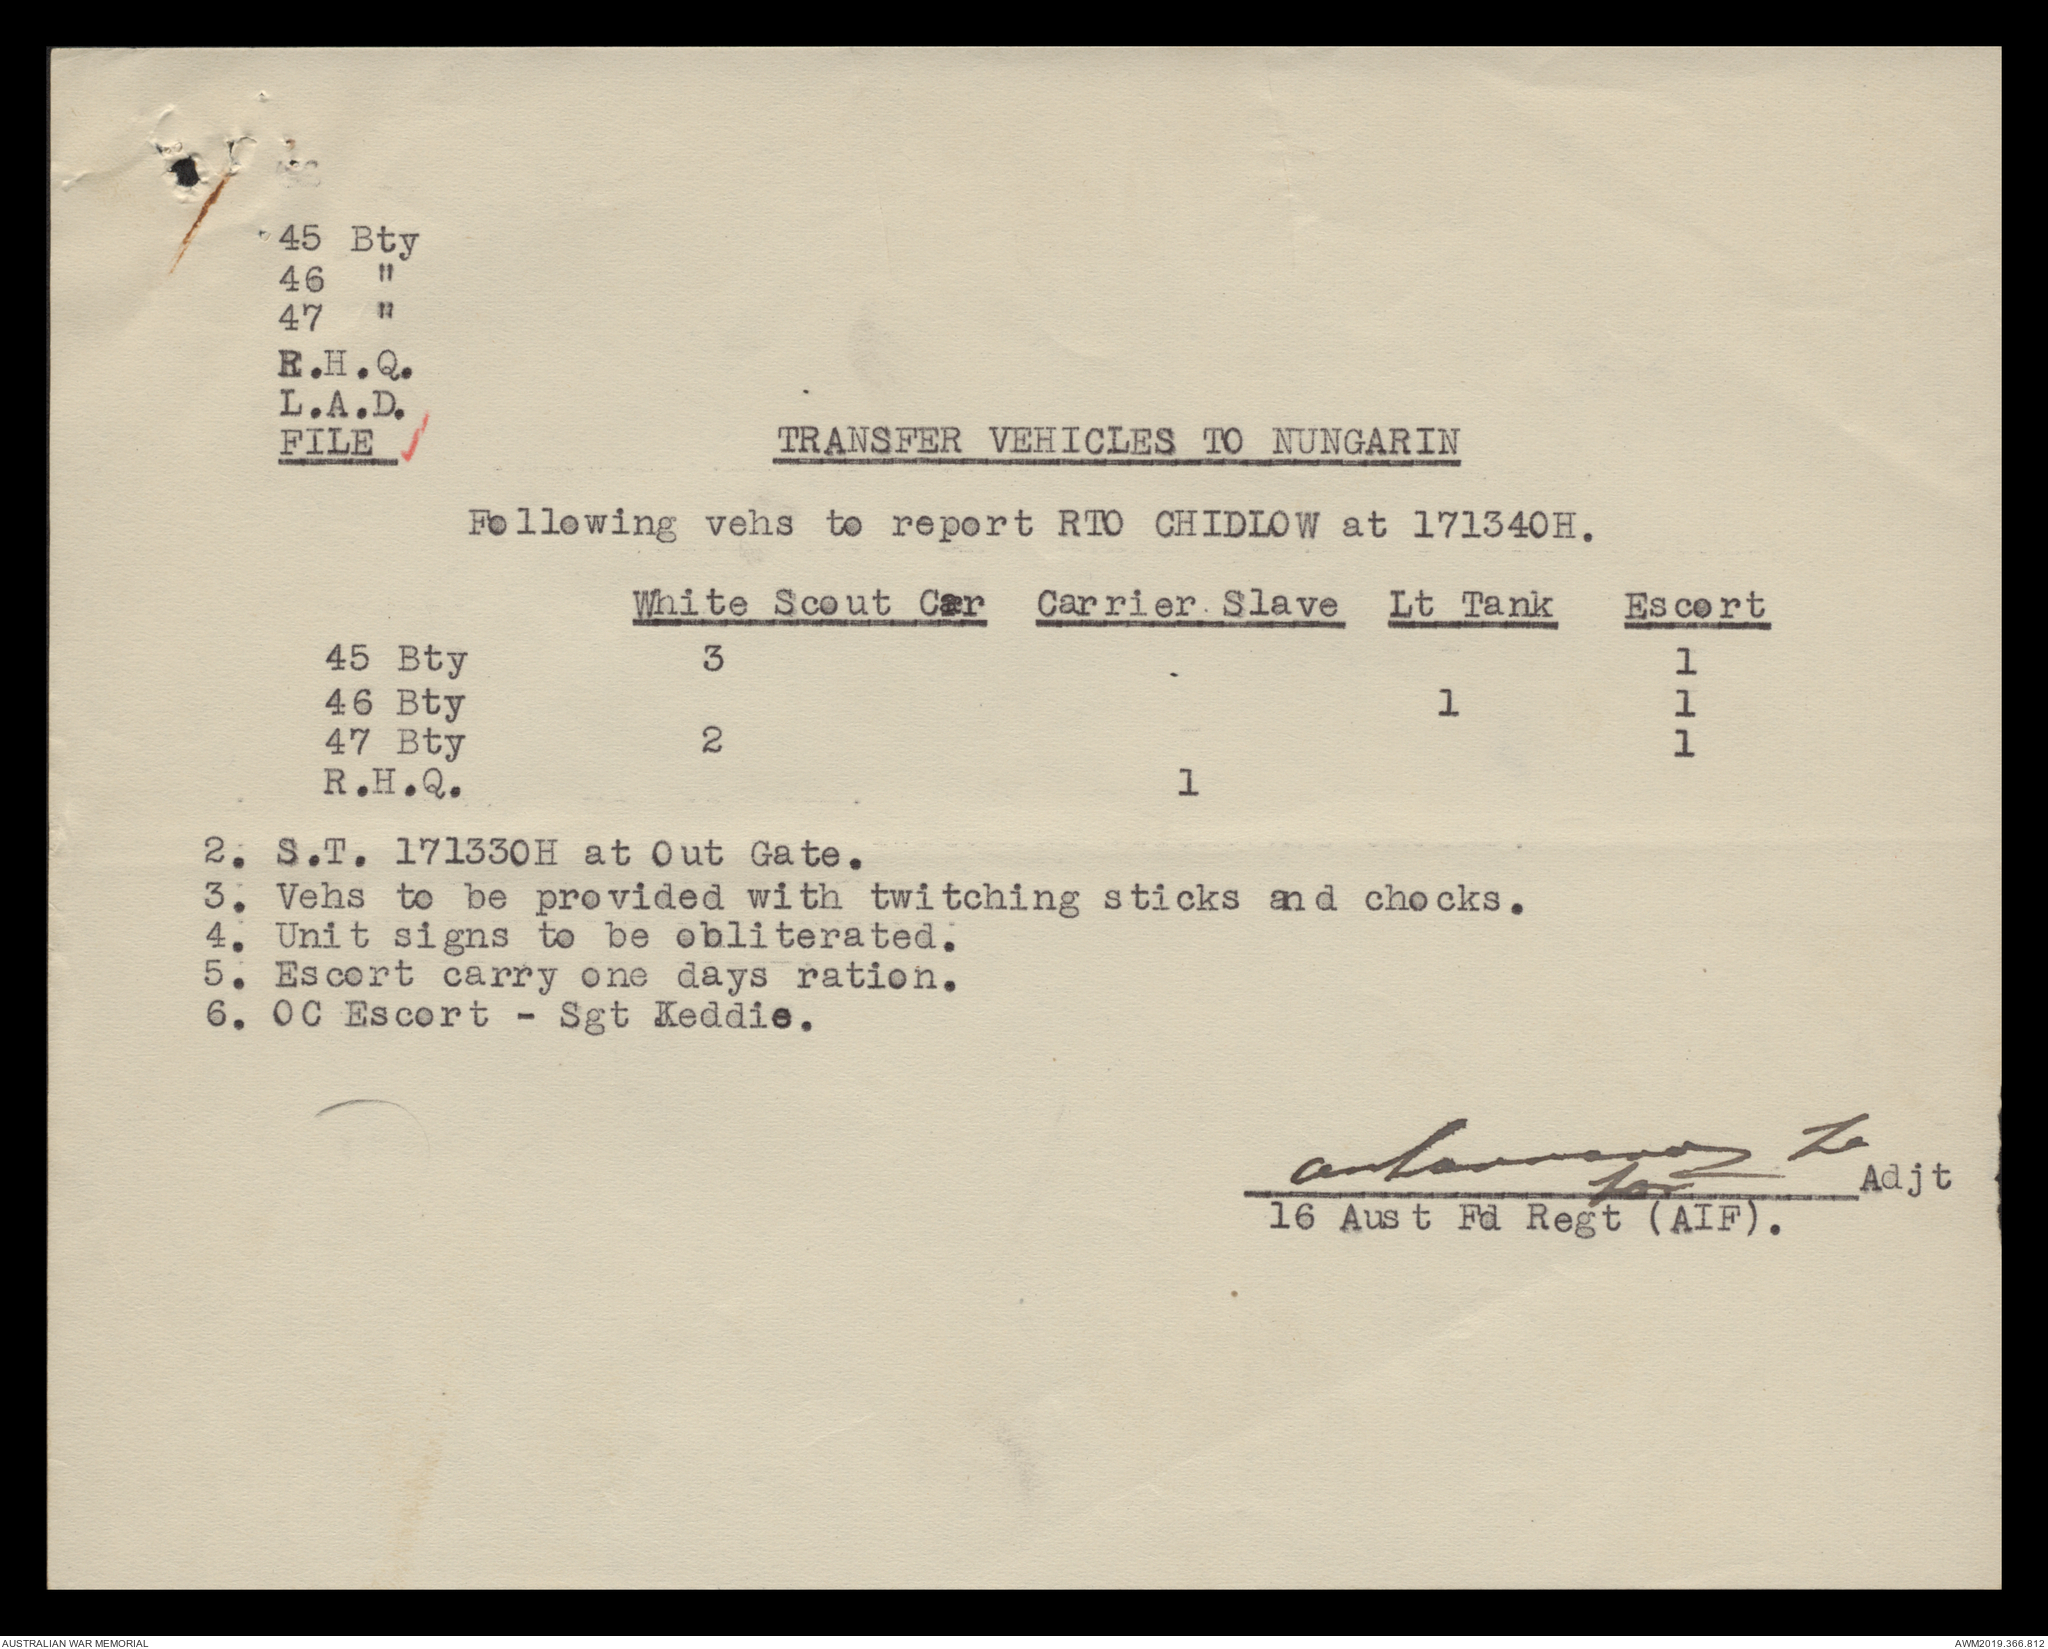 45 Bty
46 "
47 "
R.H.Q.
L.A.D.
FILE
TRANSFER VEHICLES TO NUNGARIN
Following vehs to report RTO CHIDLOW at 171340H.
White Scout Car Carrier Slave Lt Tank Escort
45 Bty 3 1
46 Bty 1 1
47 Bty 2 1
R.H.Q. 1
2. S.T. 171330H at Out Gate.
3. Vehs to be provided with twitching sticks and chocks.
4. Unit signs to be obliterated.
5. Escort carry one days ration.
6. OC Escort - Sgt Keddie.
Lt
for Adjt
16 Aust Fd Regt (AIF).
AUSTRALIAN WAR MEMORIAL
AWM2019.366.812